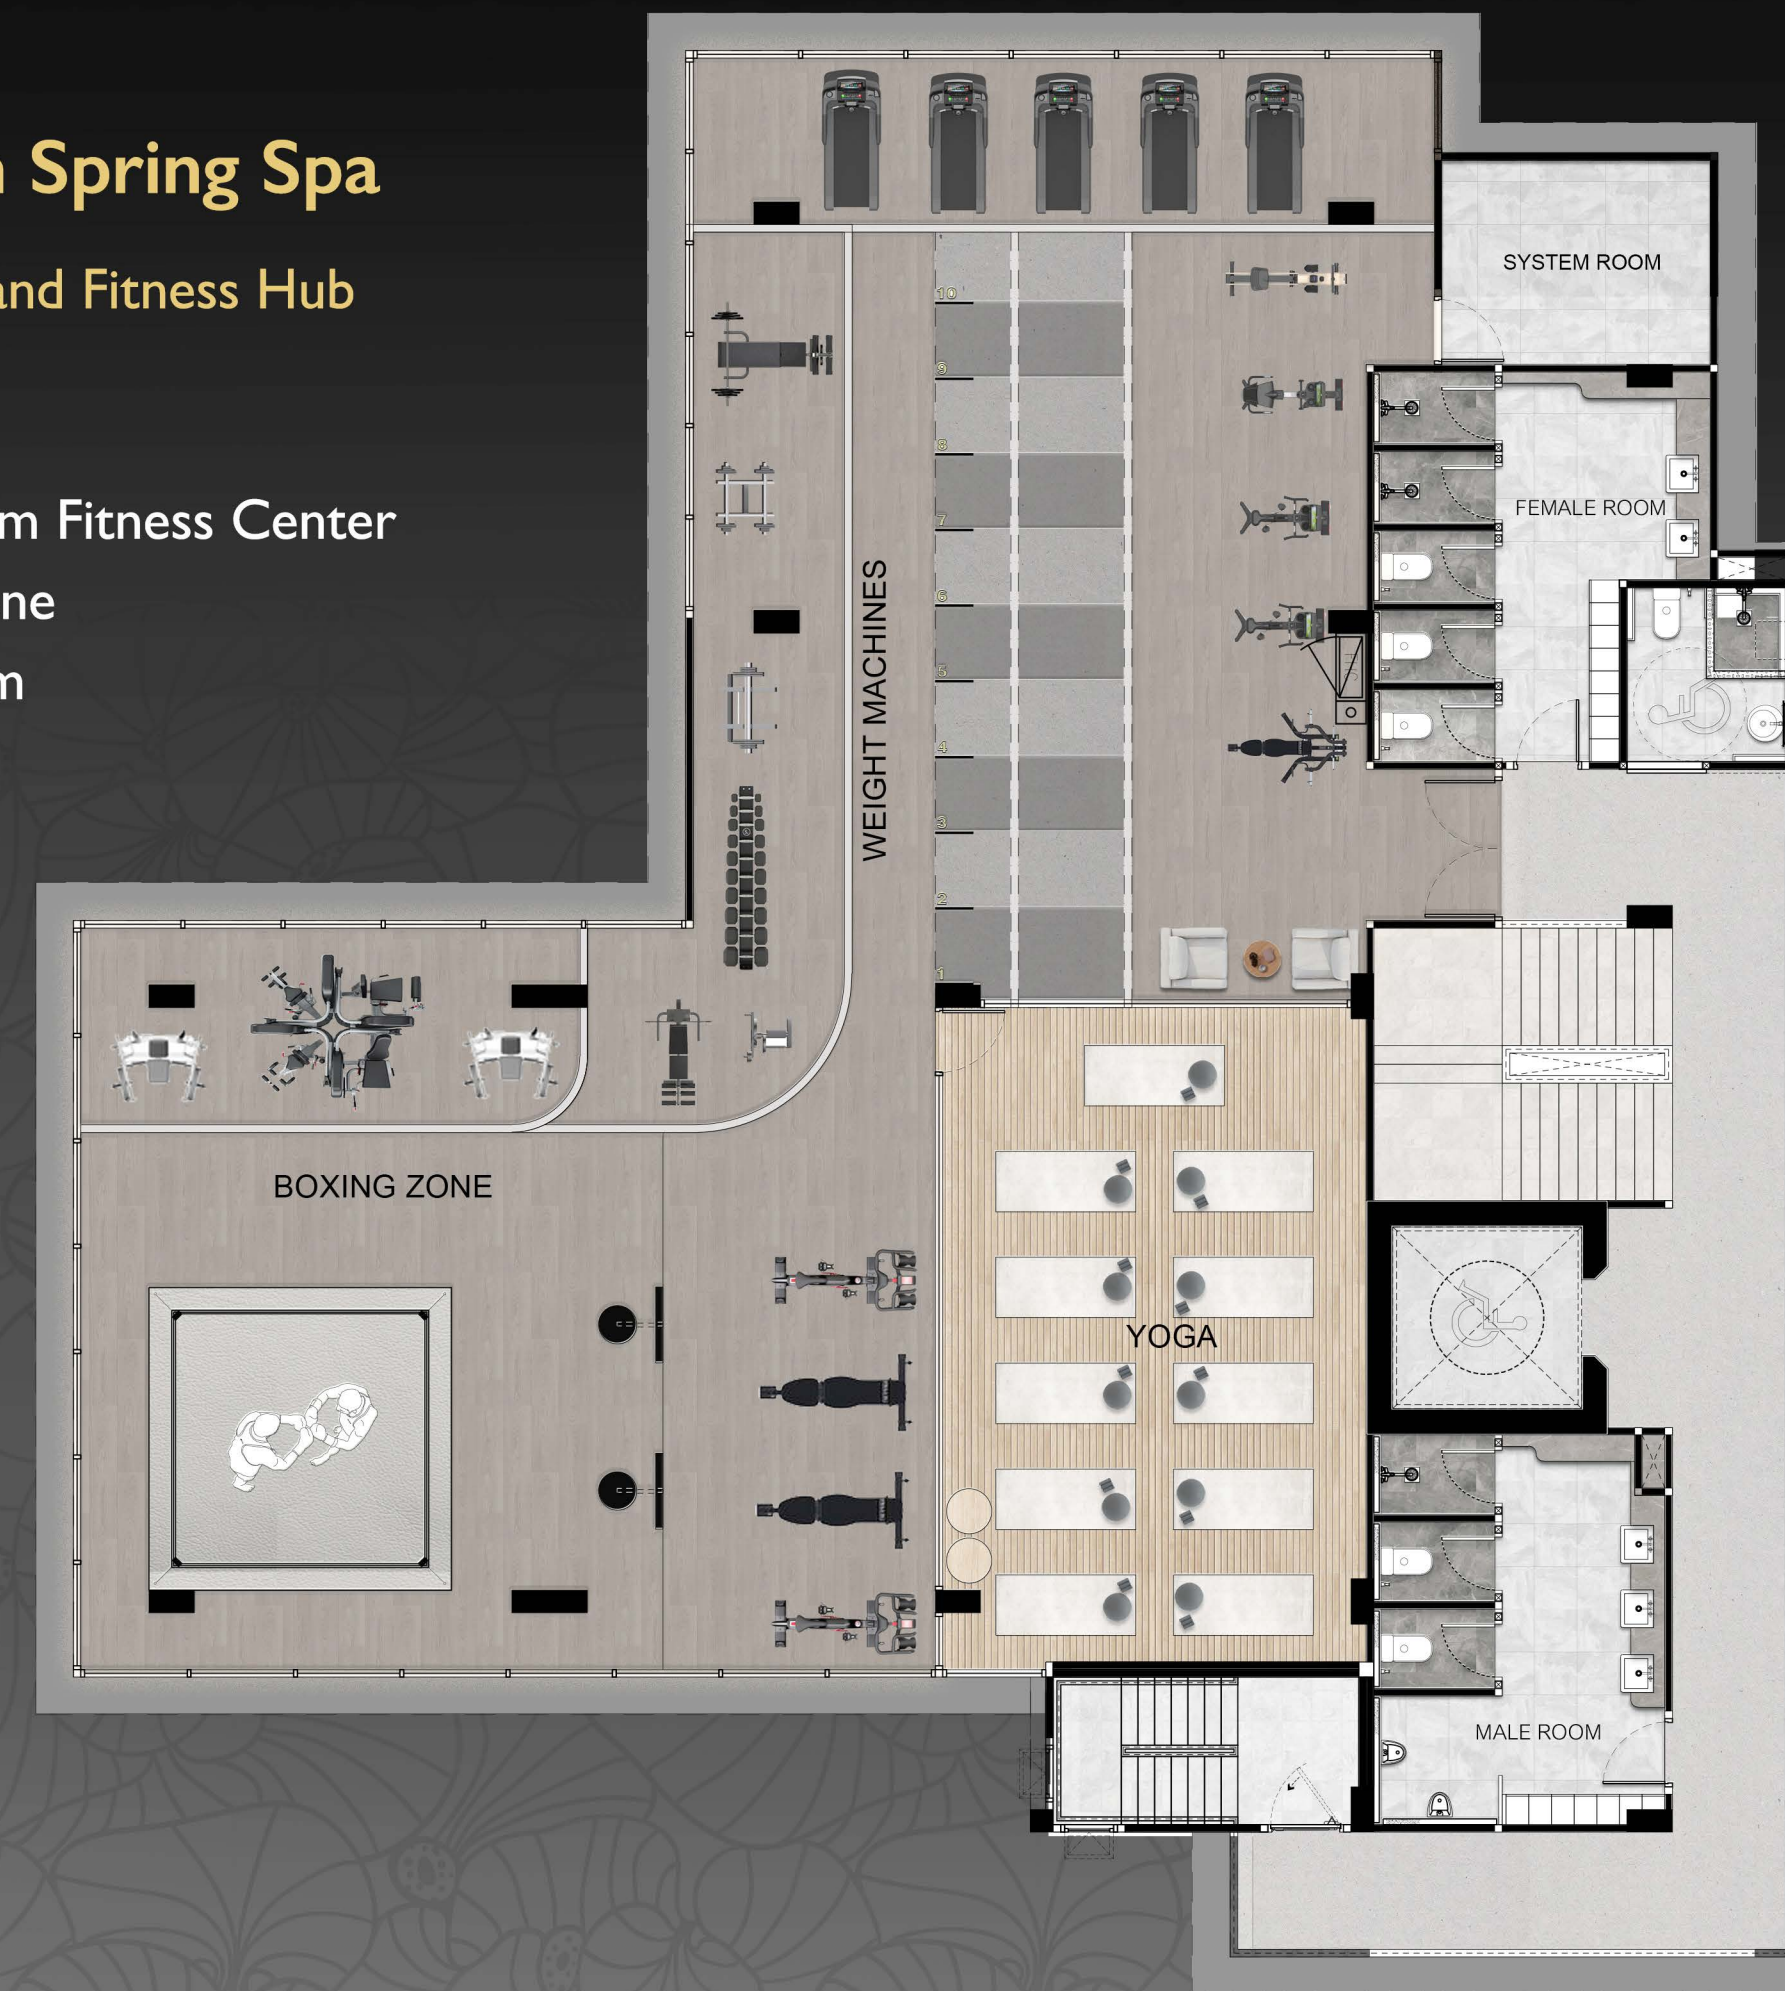 Spring Spa
and Fitness Hub
Fitness Center
SYSTEM ROOM
FEMALE ROOM
WEIGHT MACHINES
10
9
8
7
6
5
4
3
2
1
BOXING ZONE
YOGA
MALE ROOM